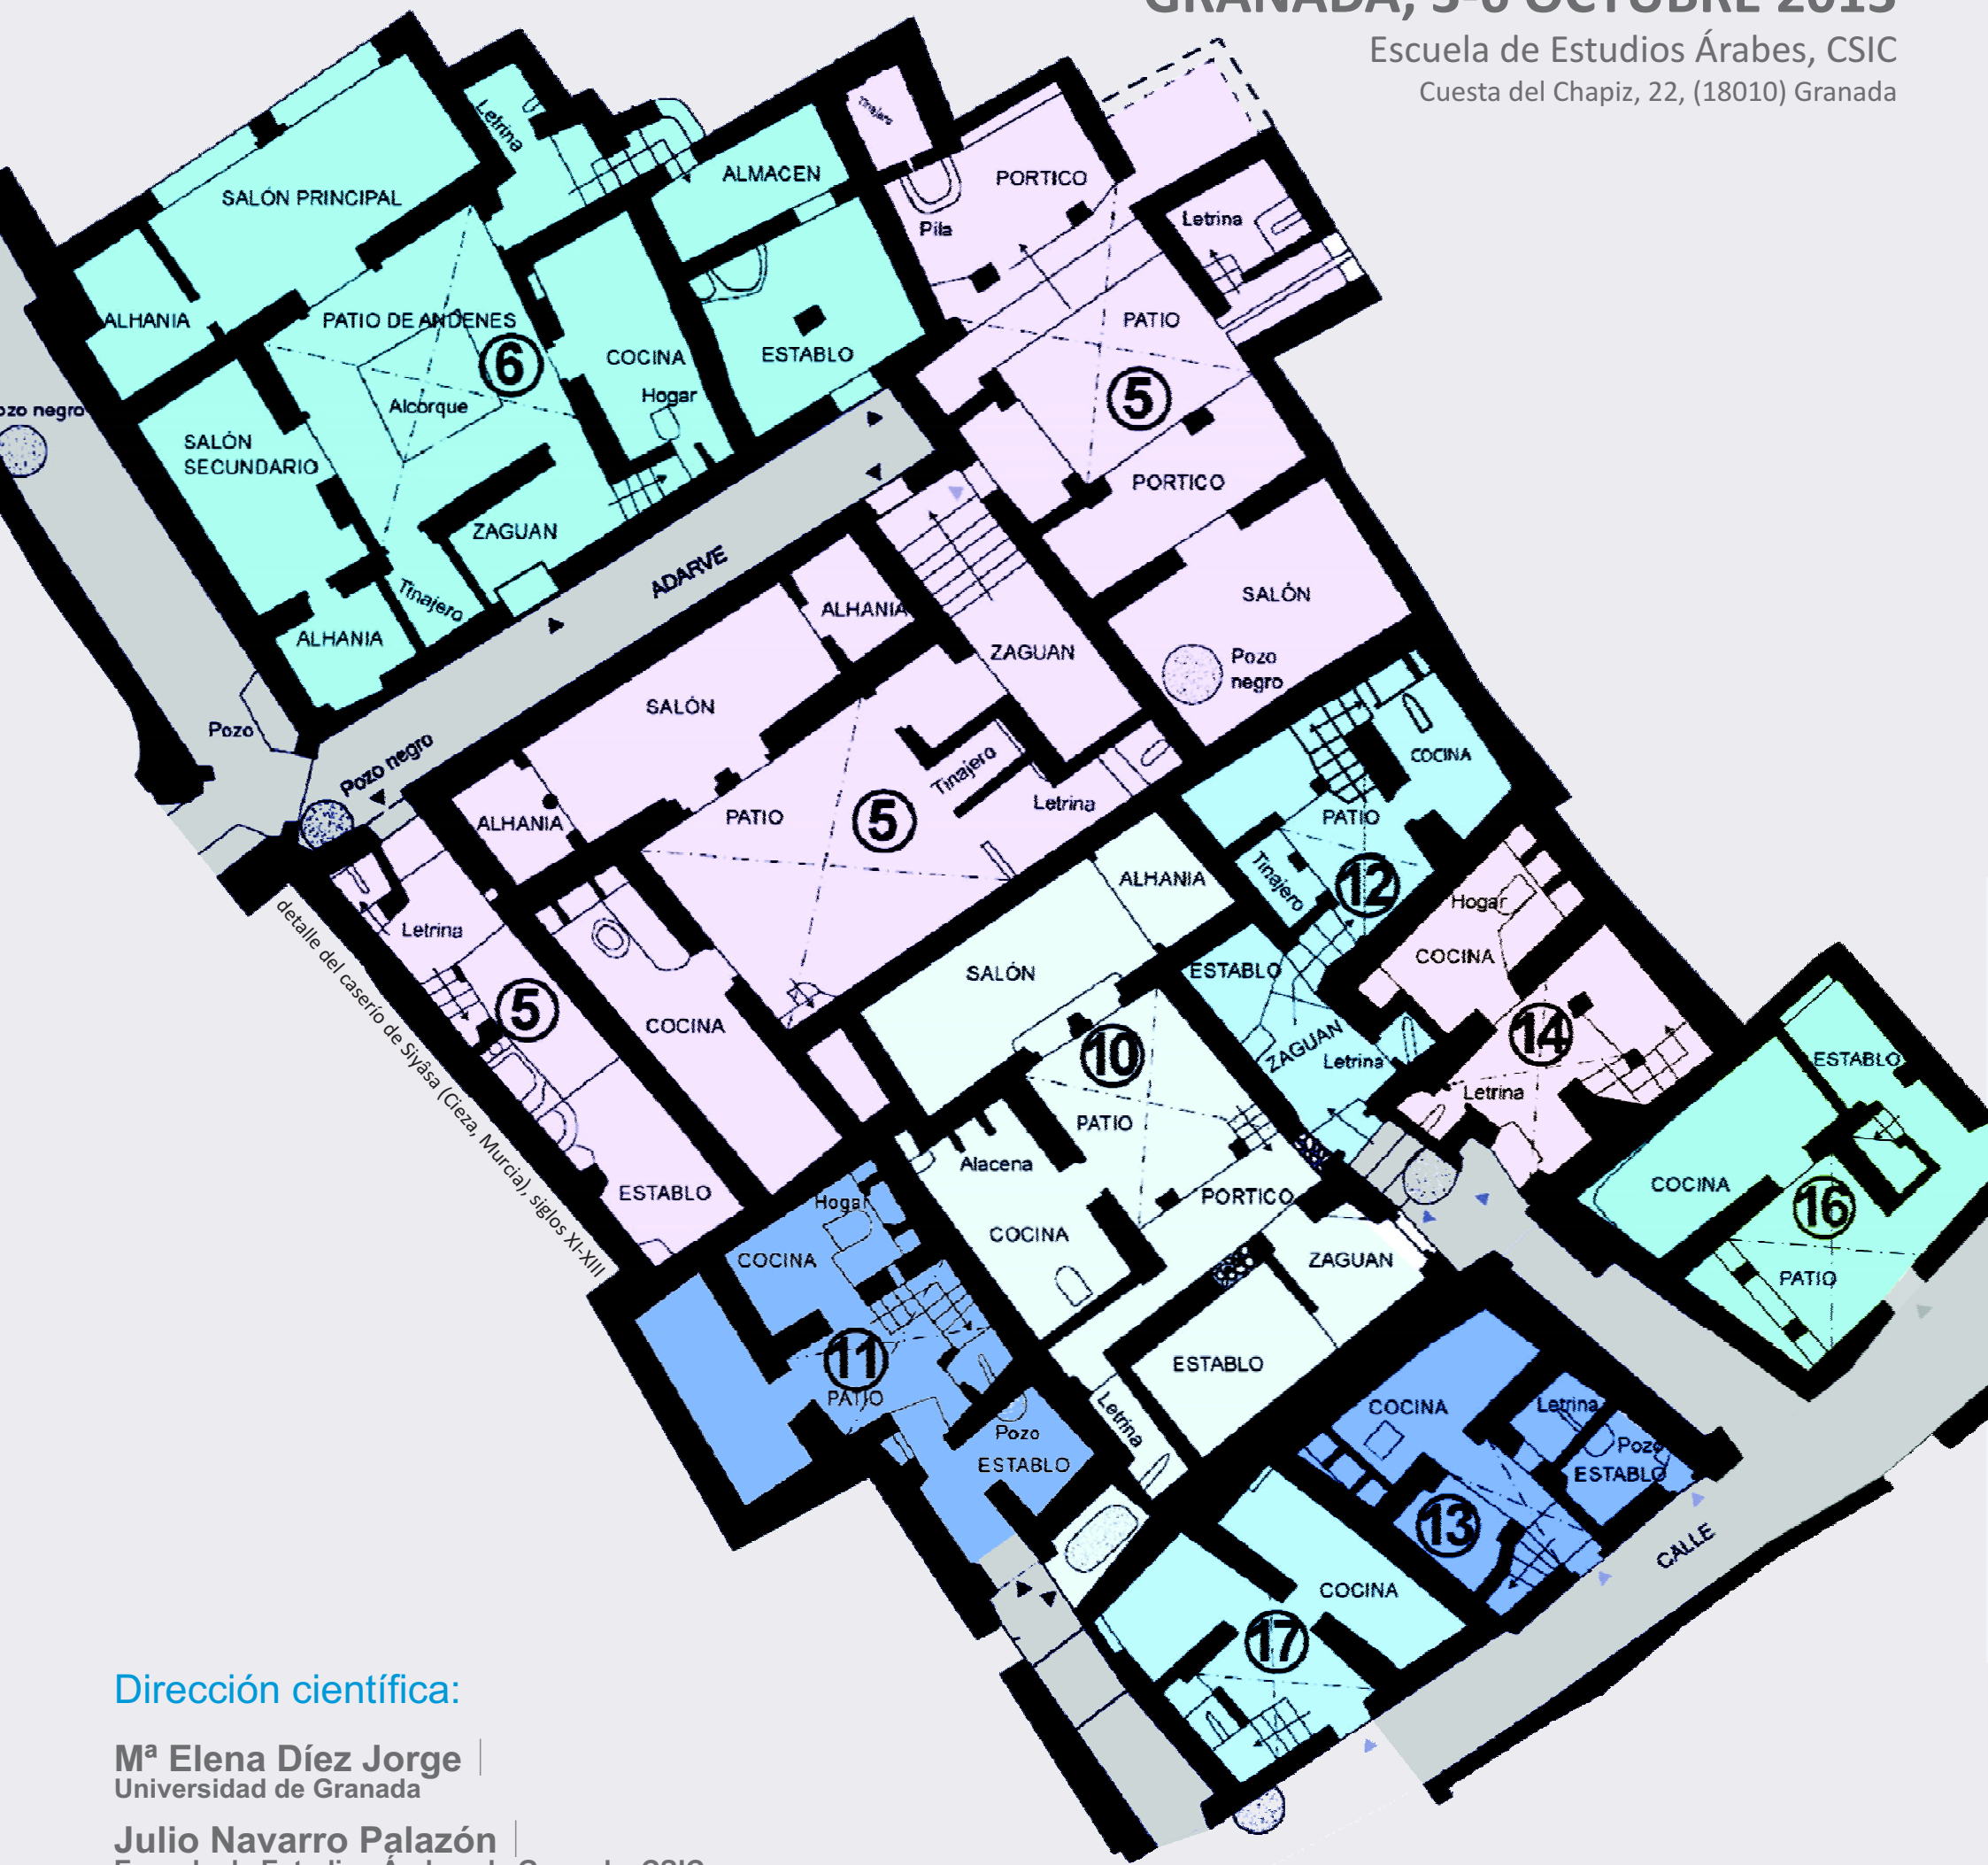 Escuela de Estudios Árabes, CSIC
Cuesta del Chapiz, 22, (18010) Granada
SALÓN PRINCIPAL
Letrina
ALMACEN
Tinajero
PORTICO
Pila
Letrina
ALHANIA
PATIO DE ANDENES
6
COCINA
Hogar
ESTABLO
PATIO
5
Alcorque
negro
SALÓN
SECUNDARIO
ZAGUAN
PORTICO
Tinajero
ALHANIA
ADARVE
ALHANIA
SALÓN
ZAGUAN
Pozo
negro
Pozo
Pozo negro
SALÓN
ALHANIA
PATIO
5
Tinajero
Letrina
COCINA
PATIO
12
Tinajero
Letrina
5
COCINA
ALHANIA
SALÓN
ESTABLO
ZAGUAN
Letrina
Hogar
COCINA
14
Letrina
detalle del caserío de Siyâsa (Cieza, Murcia), siglos XI-XIII
ESTABLO
10
PATIO
Alacena
PORTICO
COCINA
ZAGUAN
ESTABLO
Letrina
ESTABLO
COCINA
16
PATIO
Hogar
COCINA
11
PATIO
Pozo
ESTABLO
COCINA
Letrina
Pozo
ESTABLO
13
CALLE
COCINA
17
Dirección científica:
Mª Elena Díez Jorge
Universidad de Granada
Julio Navarro Palazón